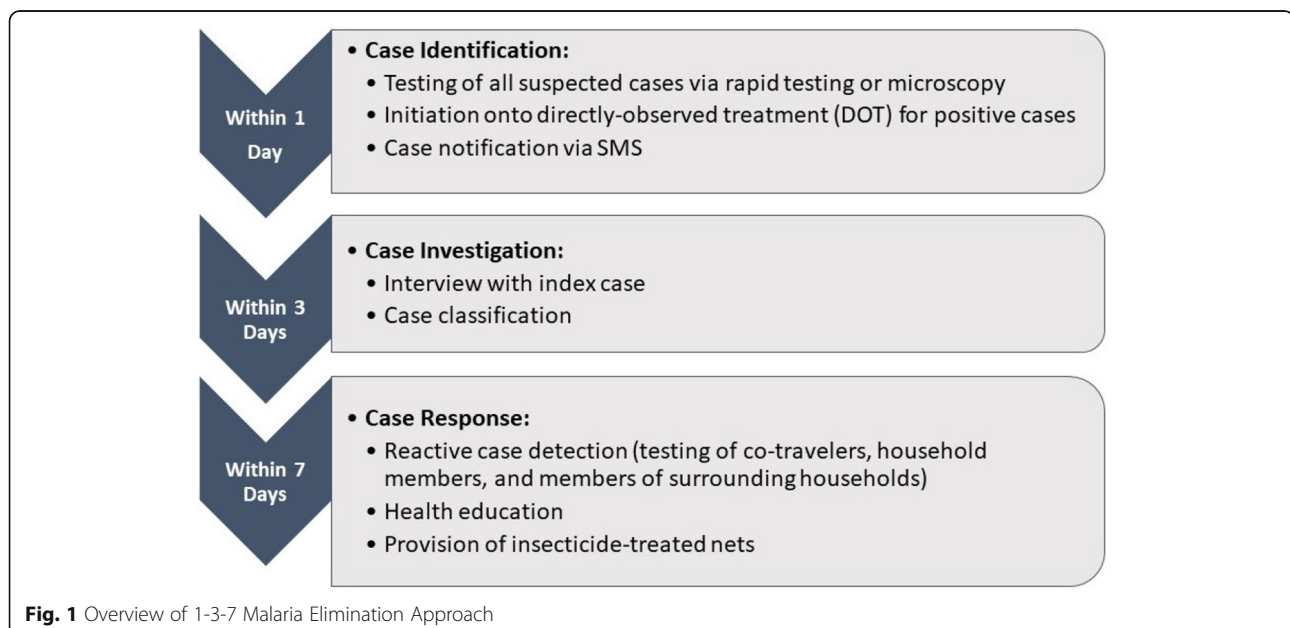 Within 1
Day
• Case Identification:
• Testing of all suspected cases via rapid testing or microscopy
• Initiation onto directly-observed treatment (DOT) for positive cases
• Case notification via SMS
Within 3
Days
• Case Investigation:
• Interview with index case
• Case classification
Within 7
Days
• Case Response:
• Reactive case detection (testing of co-travelers, household
members, and members of surrounding households)
• Health education
• Provision of insecticide-treated nets
Fig. 1 Overview of 1-3-7 Malaria Elimination Approach